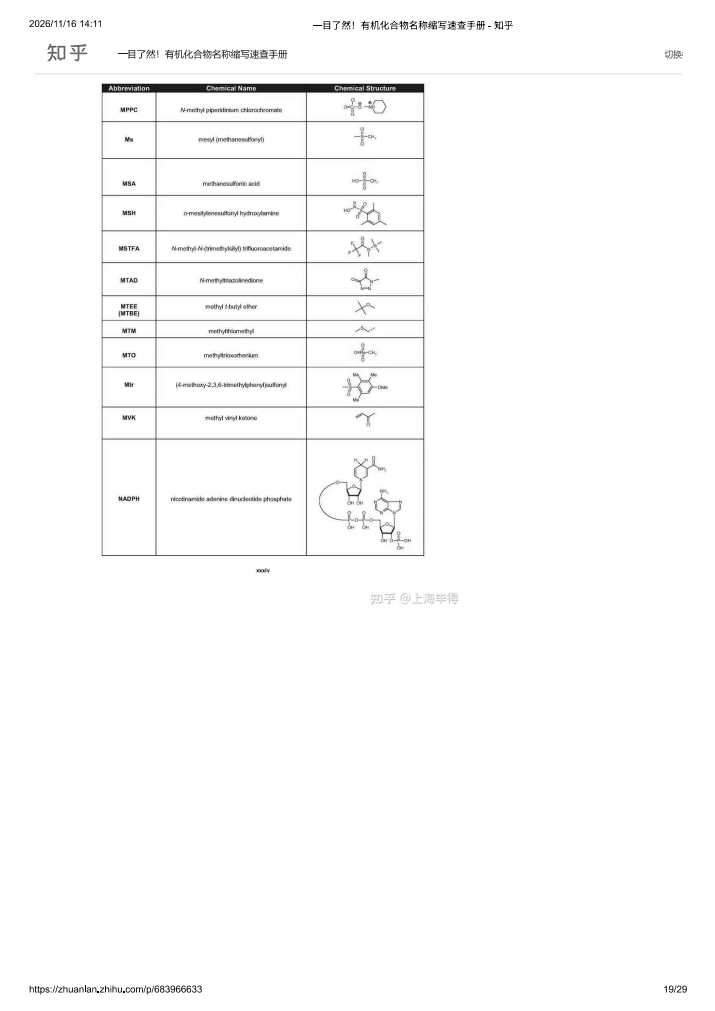 2026/11/16 14:11
一目了然！有机化合物名称缩写速查手册 - 知乎
知乎
一目了然！有机化合物名称缩写速查手册
切换
Abbreviation Chemical Name Chemical Structure
MPPC N-methyl piperidinium chlorochromate
Ms mesyl (methanesulfonyl)
MSA methanesulfonic acid
MSH o-mesitylenesulfonyl hydroxylamine
MSTFA N-methyl-N-(trimethylsilyl) trifluoroacetamide
MTAD N-methyltriazolinedione
MTEE methyl t-butyl ether
(MTBE)
MTM methylthiomethyl
MTO methyltrioxorhenium
Mtr (4-methoxy-2,3,6-trimethylphenyl)sulfonyl
MVK methyl vinyl ketone
NADPH nicotinamide adenine dinucleotide phosphate
xxxiv
知乎 @上海毕得
https://zhuanlan.zhihu.com/p/683966633
19/29